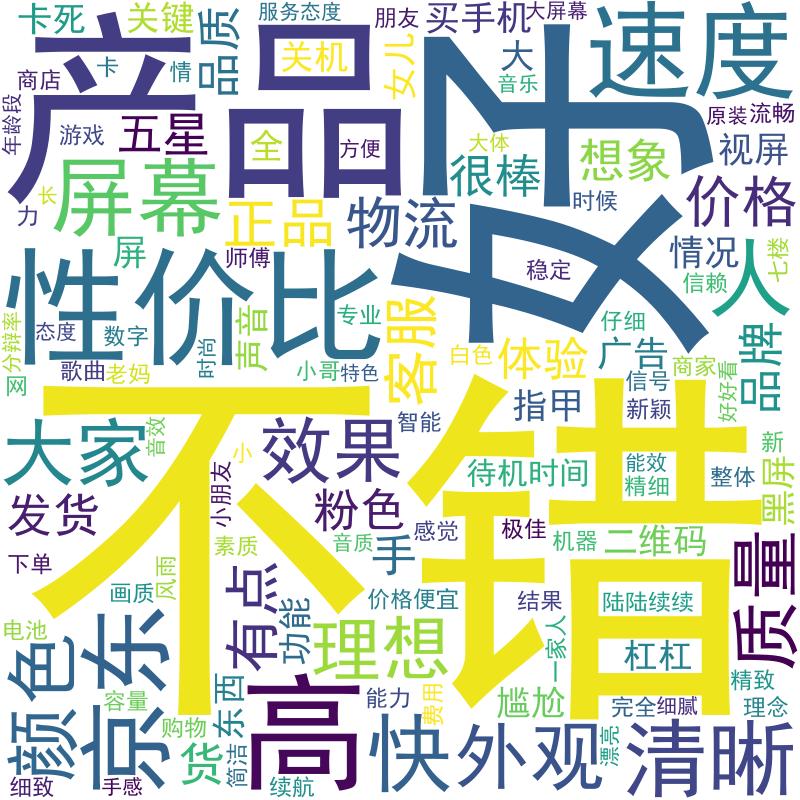 卡死
关键
品质
服务态度
朋友
买手机
大屏幕
速度
产品
关机
女儿
大
音乐
好
商店
卡
情
年龄段
游戏
五星
全
方便
大体
很棒
想象
原装
流畅
视屏
屏幕
长
力
正品
物流
时候
价格
屏
师傅
稳定
情况
信赖
七楼
人
性价比
网
分辩率
态度
数字
时尚
声音
专业
客服
仔细
白色
体验
广告
商家
品牌
歌曲
老妈
小哥
特色
信号
好好看
指甲
新颖
不错
大家
音效
小
效果
智能
待机时间
能效
精细
整体
新
黑屏
发货
小朋友
粉色
感觉
极佳
机器
二维码
素质
音质
手
下单
画质
风雨
有点
功能
价格便宜
结果
陆陆续续
质量
电池
颜色
京东
理想
一家人
杠杠
精致
容量
东西
高
能力
费用
尴尬
完全
细腻
理念
购物
货
简洁
快
外观
漂亮
清晰
细致
手感
续航